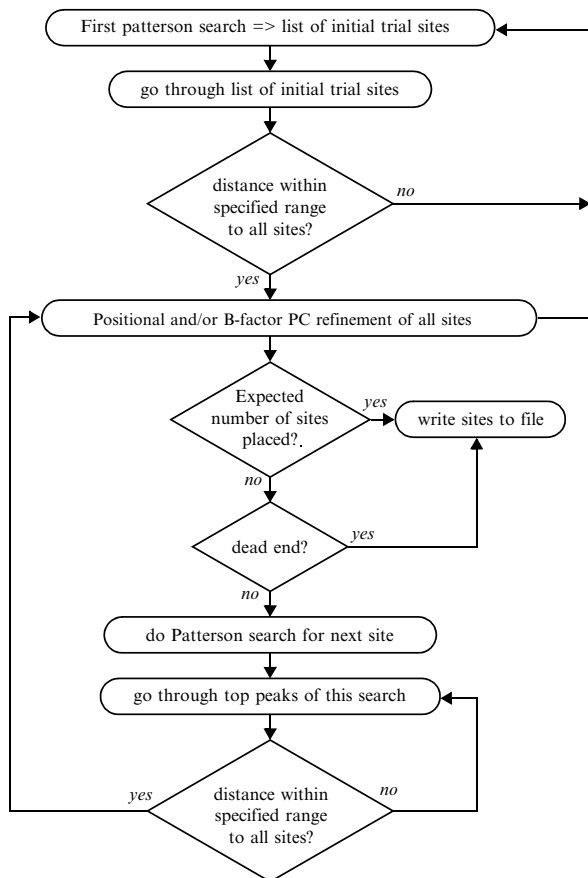 First patterson search => list of initial trial sites
go through list of initial trial sites
distance within
specified range
to all sites?
no
yes
Positional and/or B-factor PC refinement of all sites
Expected
number of sites
placed?.
yes
write sites to file
no
dead end?
yes
no
do Patterson search for next site
go through top peaks of this search
yes
no
distance within
specified range
to all sites?